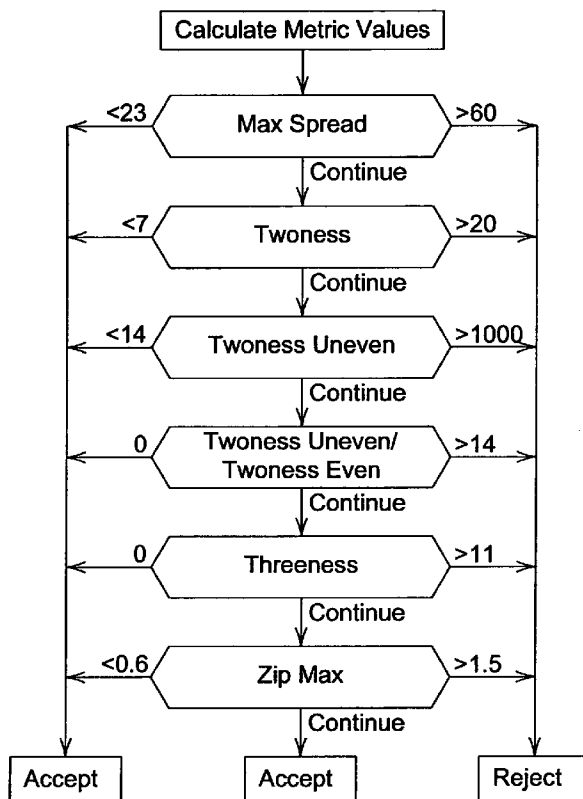 Calculate Metric Values
<23
Max Spread
>60
Continue
<7
Twoness
>20
Continue
<14
Twoness Uneven
>1000
Continue
0
Twoness Uneven/
Twoness Even
>14
Continue
0
Threeness
>11
Continue
<0.6
Zip Max
>1.5
Continue
Accept
Accept
Reject